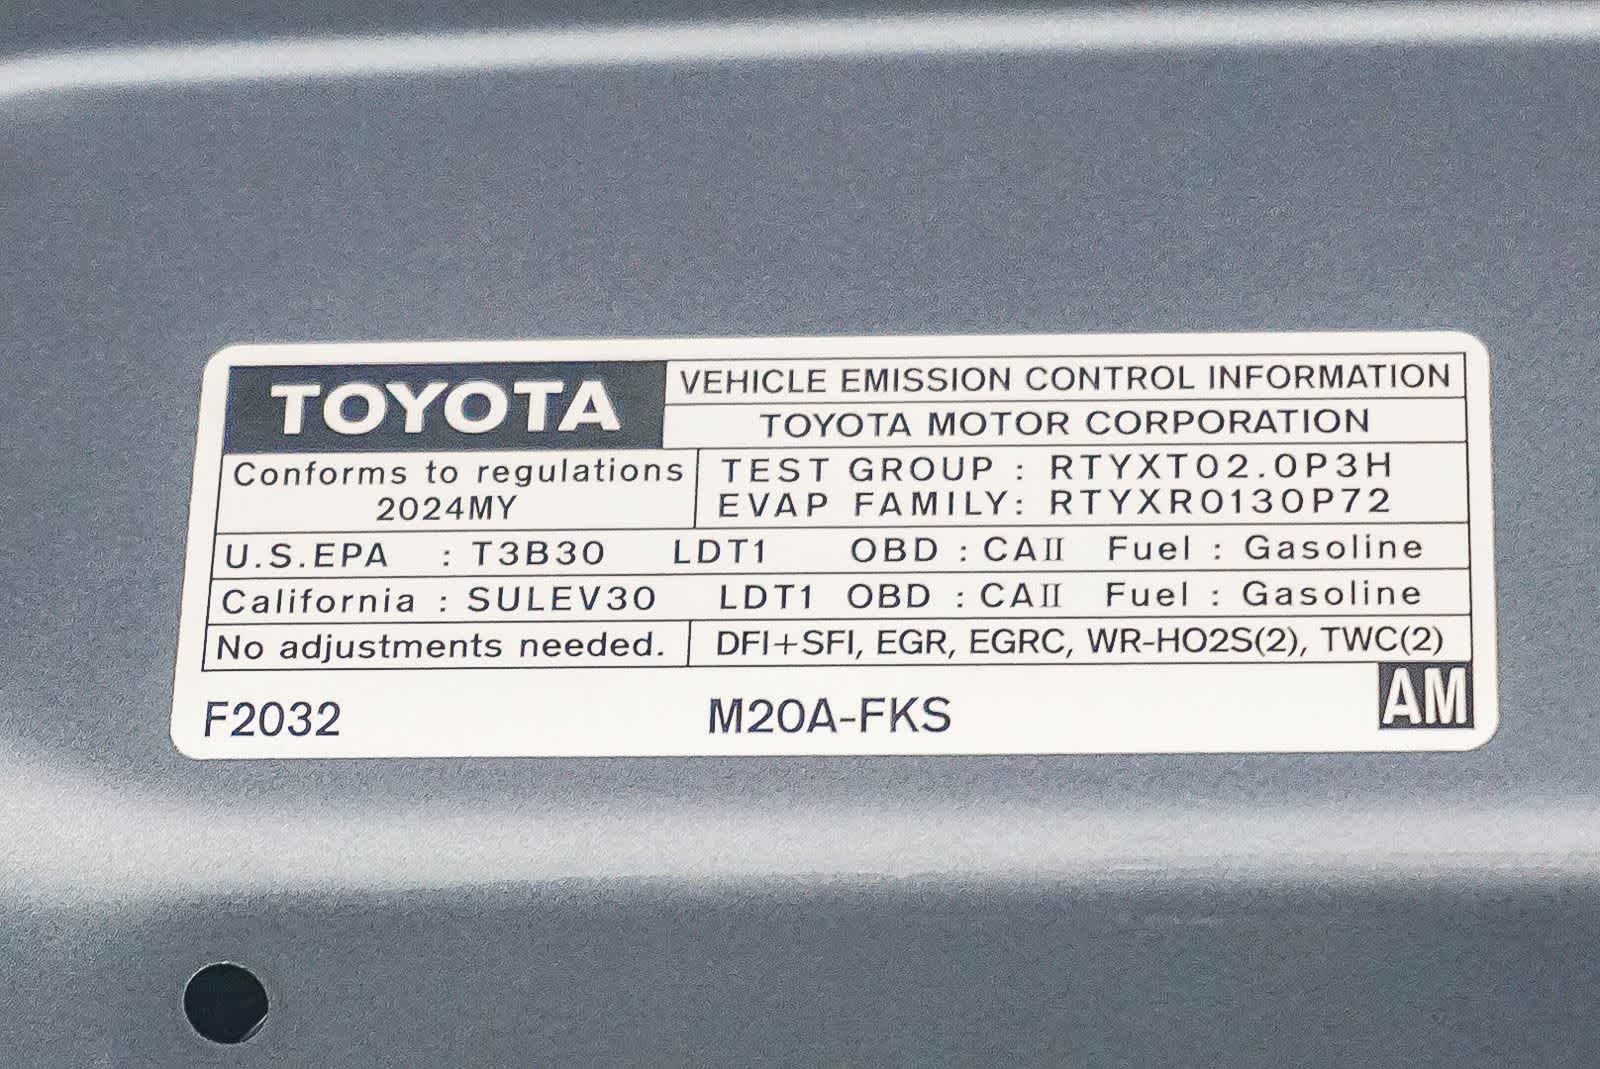 TOYOTA
VEHICLE EMISSION CONTROL INFORMATION
TOYOTA MOTOR CORPORATION
Conforms to regulations
2024MY
TEST GROUP : RTYXT02.0P3H
EVAP FAMILY: RTYXR0130P72
U.S.EPA : T3B30 LDT1 OBD : CAII Fuel : Gasoline
California : SULEV30 LDT1 OBD : CAII Fuel : Gasoline
No adjustments needed. DFI+SFI, EGR, EGRC, WR-HO2S(2), TWC(2)
F2032 M20A-FKS AM